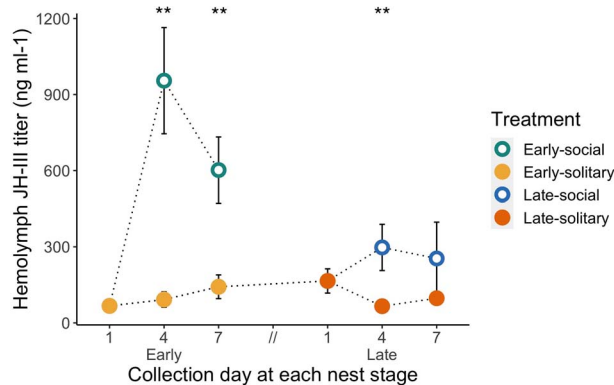 ** ** **
1200
900
600
300
0
Hemolymph JH-III titer (ng ml-1)
1 4 7 // 1 4 7
Early Late
Collection day at each nest stage
Treatment
Early-social
Early-solitary
Late-social
Late-solitary